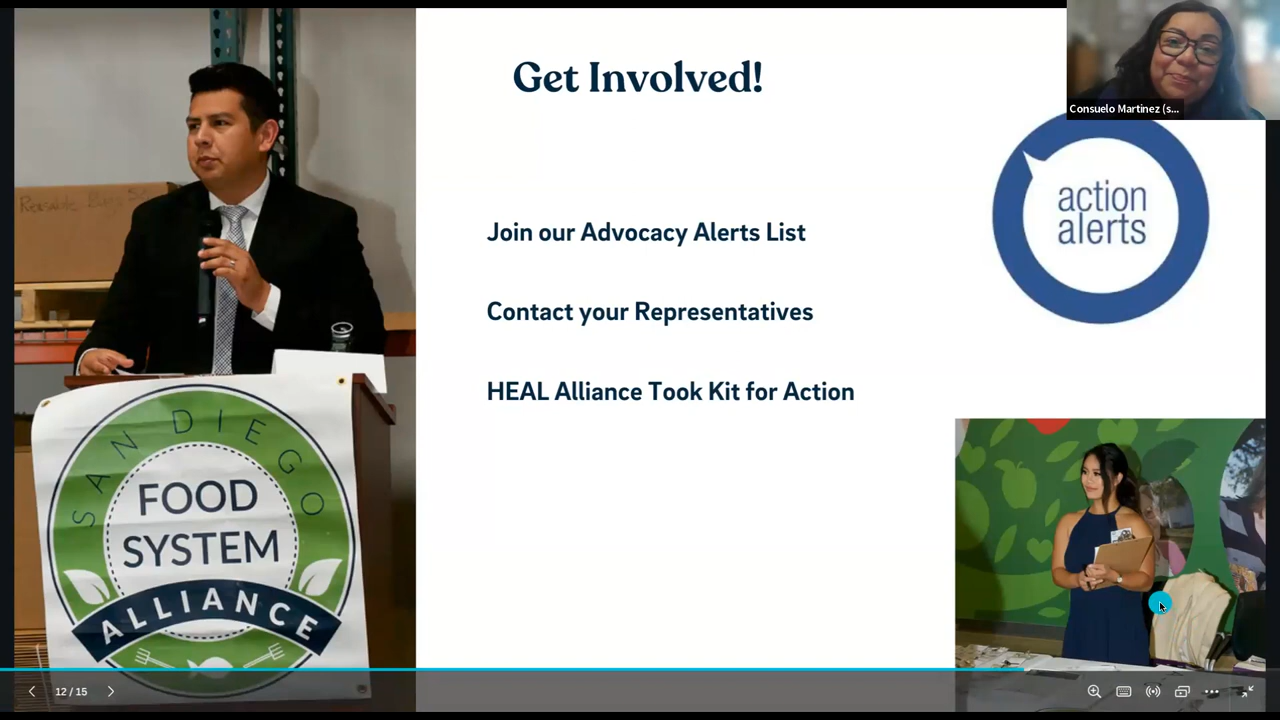 Get Involved!
Consuelo Martinez (s...
action
alerts
Join our Advocacy Alerts List
Contact your Representatives
HEAL Alliance Took Kit for Action
SAN DIEGO
FOOD
SYSTEM
ALLIANCE
12 / 15